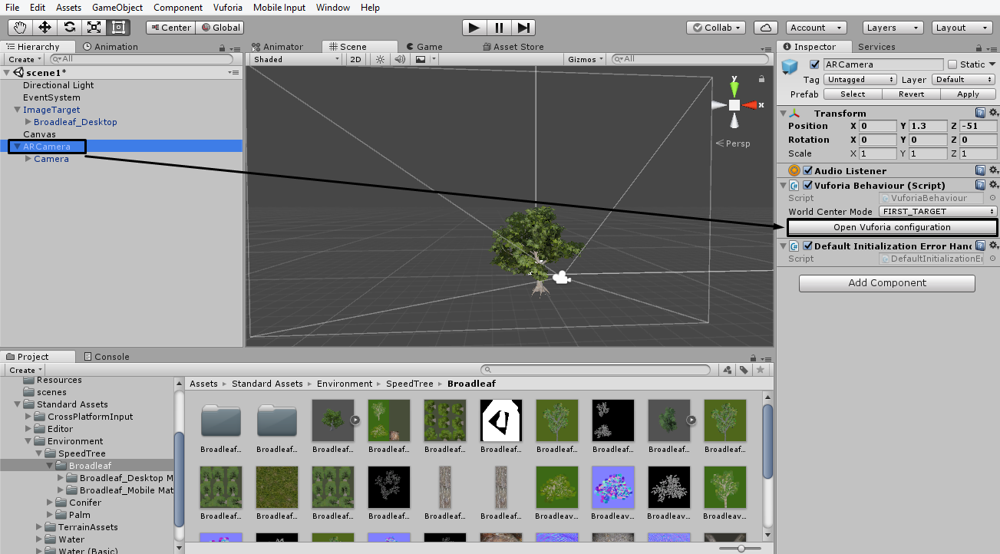 File Edit Assets GameObject Component Vuforia Mobile Input Window Help
Center Global Collab Account Layers Layout
Hierarchy Animation
Create All
scene1*
Directional Light
EventSystem
ImageTarget
Broadleaf_Desktop
Canvas
ARCamera
Camera
Animator Scene Game Asset Store
Shaded 2D Gizmos All
y
x
Persp
Inspector Services
ARCamera Static
Tag Untagged Layer Default
Prefab Select Revert Apply
Transform
Position X 0 Y 1.3 Z -51
Rotation X 0 Y 0 Z 0
Scale X 1 Y 1 Z 1
Audio Listener
Vuforia Behaviour (Script)
Script VuforiaBehaviour
World Center Mode FIRST_TARGET
Open Vuforia configuration
Default Initialization Error Hand
Script DefaultInitializationEr
Add Component
Project Console
Create
Resources
scenes
Standard Assets
CrossPlatformInput
Editor
Environment
SpeedTree
Broadleaf
Broadleaf_Desktop M
Broadleaf_Mobile Mat
Conifer
Palm
TerrainAssets
Water
Water (Basic)
Assets ▸ Standard Assets ▸ Environment ▸ SpeedTree ▸ Broadleaf
Broadleaf... Broadleaf... Broadleaf... Broadleaf... Broadleaf... Broadleaf... Broadleaf... Broadleaf... Broadleaf... Broadleaf...
Broadleaf... Broadleaf... Broadleaf... Broadleaf... Broadleaf... Broadleaf... Broadleav... Broadleav... Broadleav... Broadleaf...